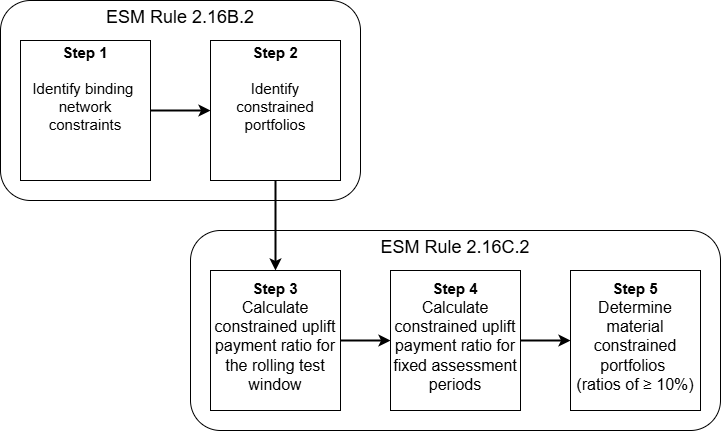 ESM Rule 2.16B.2
Step 1
Identify binding
network
constraints
Step 2
Identify
constrained
portfolios
ESM Rule 2.16C.2
Step 3
Calculate
constrained uplift
payment ratio for
the rolling test
window
Step 4
Calculate
constrained uplift
payment ratio for
fixed assessment
periods
Step 5
Determine
material
constrained
portfolios
(ratios of ≥ 10%)